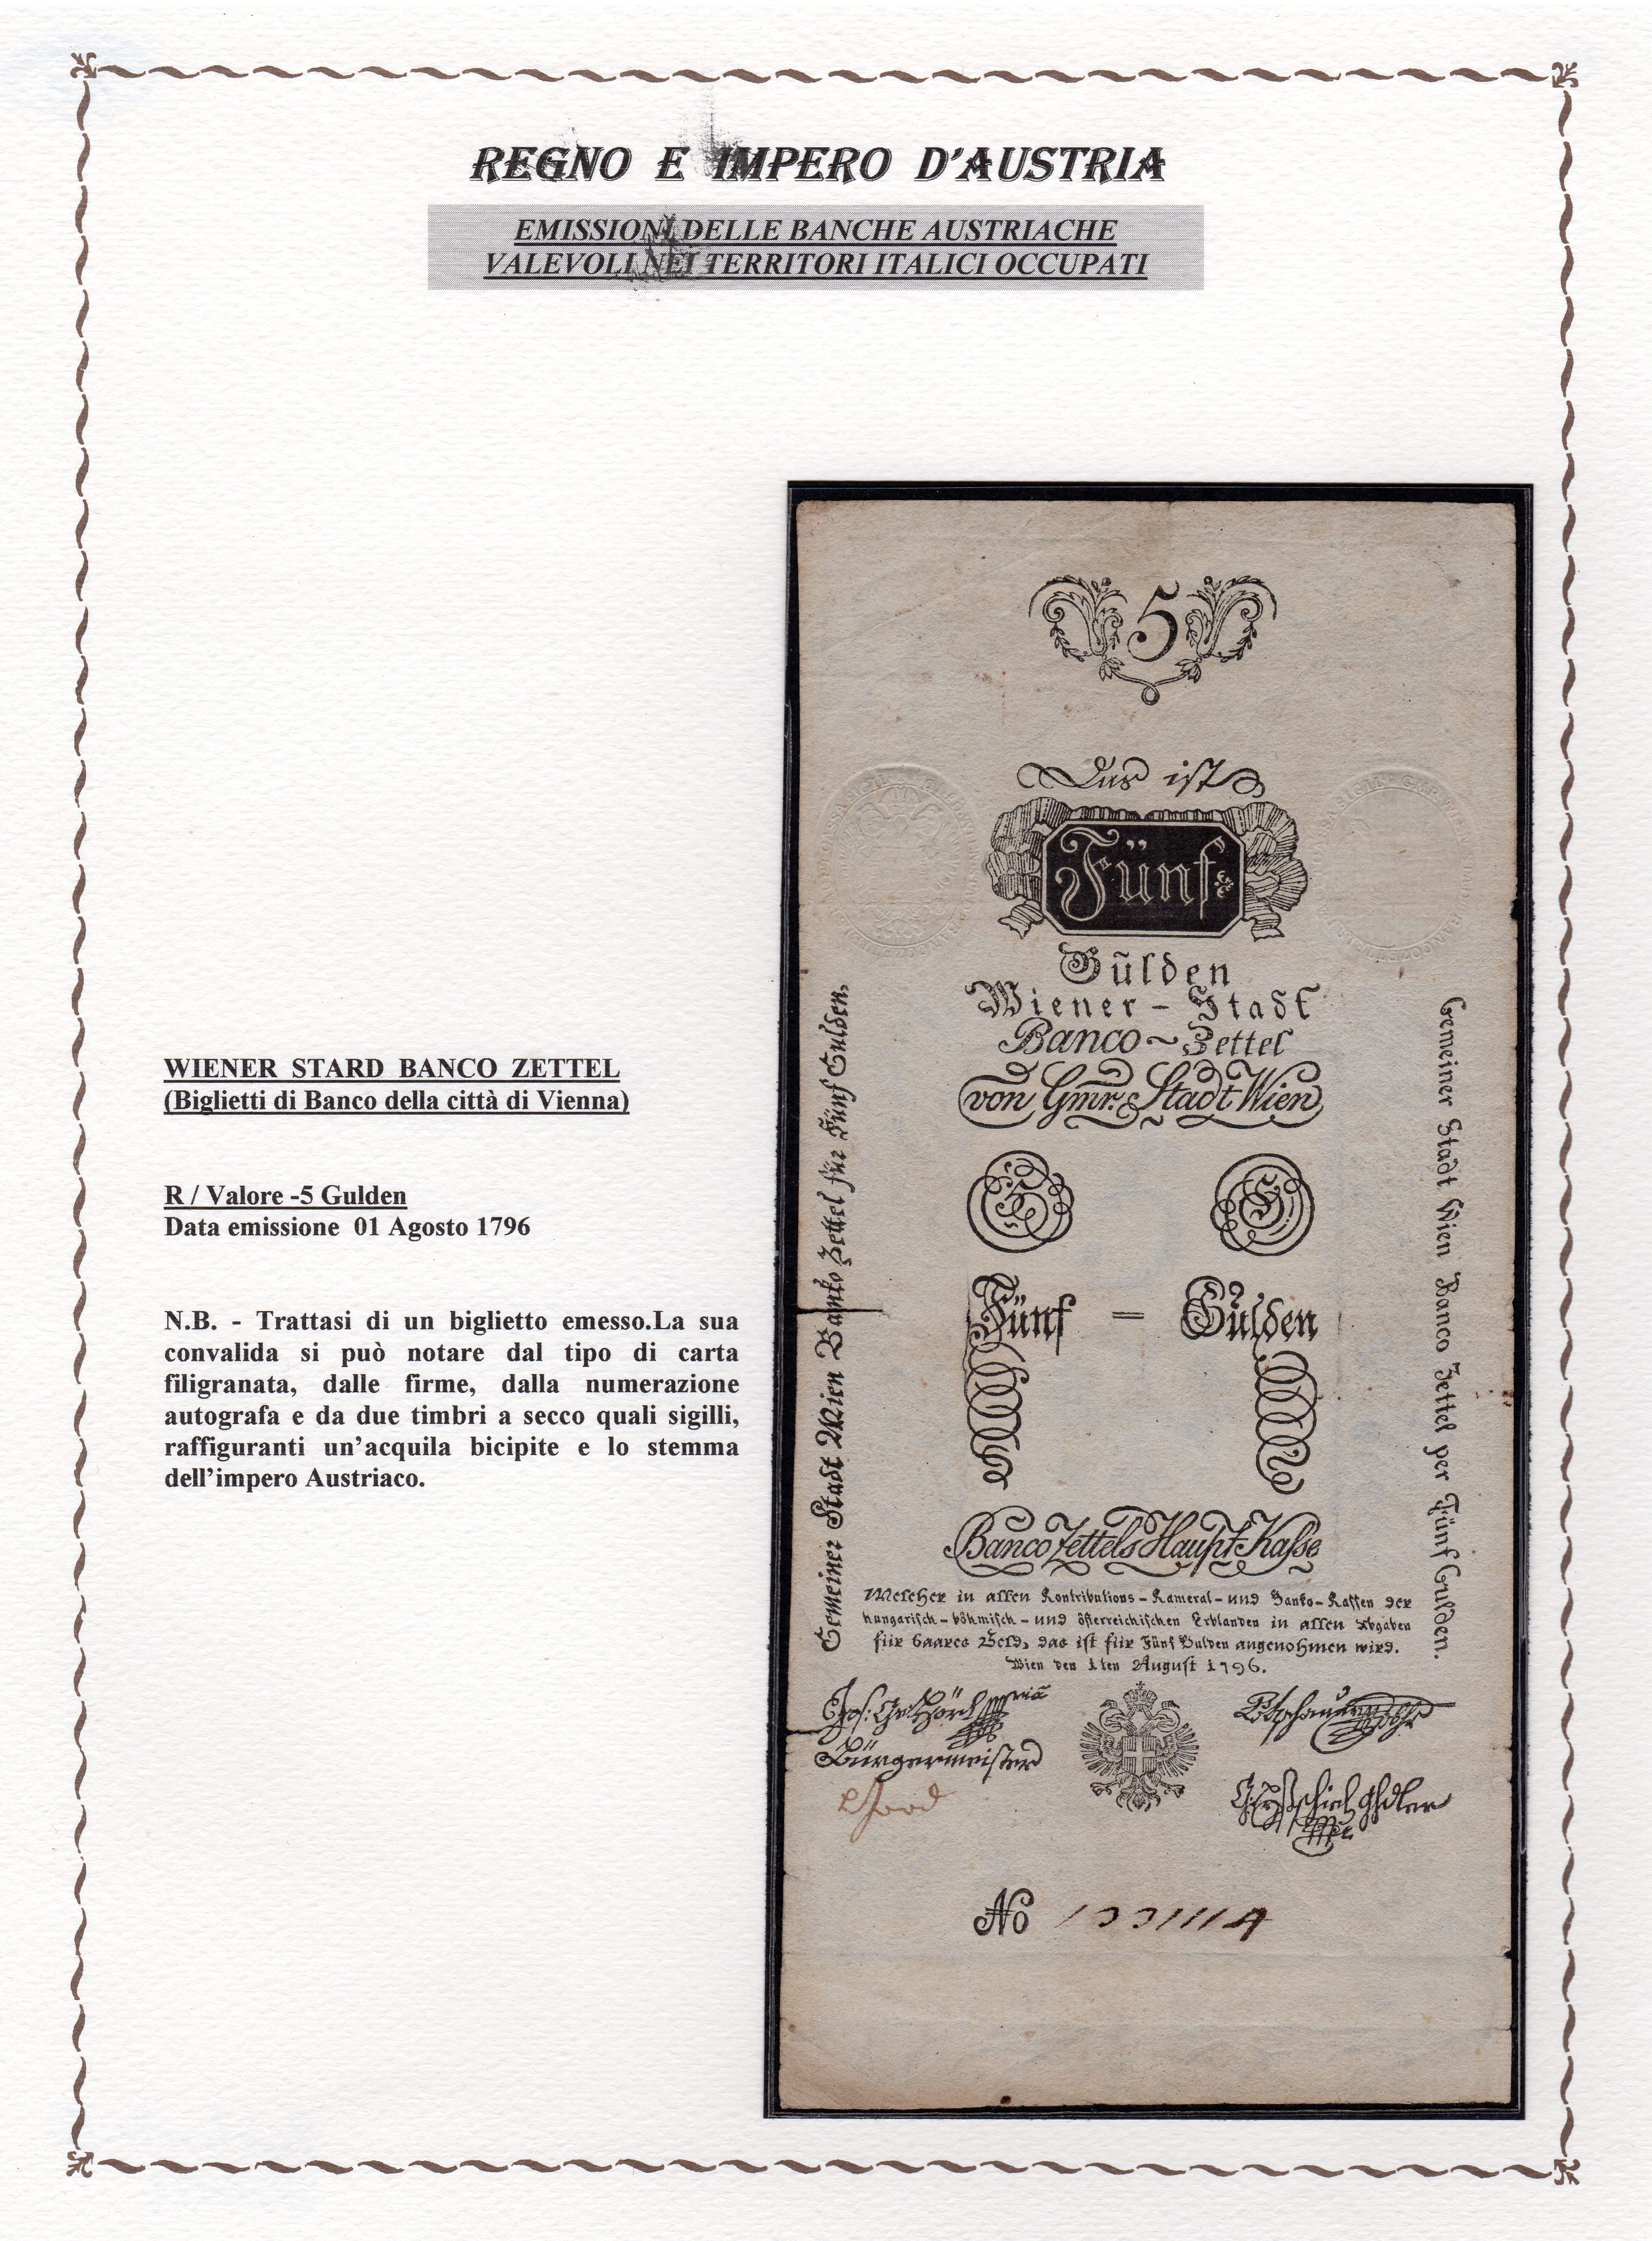 REGNO E IMPERO D'AUSTRIA
EMISSIONI DELLE BANCHE AUSTRIACHE
VALEVOLI NEI TERRITORI ITALICI OCCUPATI
WIENER STARD BANCO ZETTEL
(Biglietti di Banco della città di Vienna)
R / Valore -5 Gulden
Data emissione 01 Agosto 1796
N.B. - Trattasi di un biglietto emesso.La sua
convalida si può notare dal tipo di carta
filigranata, dalle firme, dalla numerazione
autografa e da due timbri a secco quali sigilli,
raffiguranti un'acquila bicipite e lo stemma
dell'impero Austriaco.
5
Das ist
Fünf
Gülden
Wiener - Stadt
Banco ~ Zettel
von Gmr. Stadt Wien
Fünf = Gulden
Banco Zettels Haupt Kasse
Welcher in allen Kontributions - Kameral - und Banko - Kassen der
hungarisch - böhmisch - und österreichischen Erblanden in allen Abgaben
für baares Geld, das ist für Fünf Gulden angenohmen wird.
Wien den 1ten August 1796.
Bürgermeister
No
Gemeiner Stadt Wien Banko Zettel für Fünf Gulden,
Gemeiner Stadt Wien Banco Zettel per Fünf Gulden.